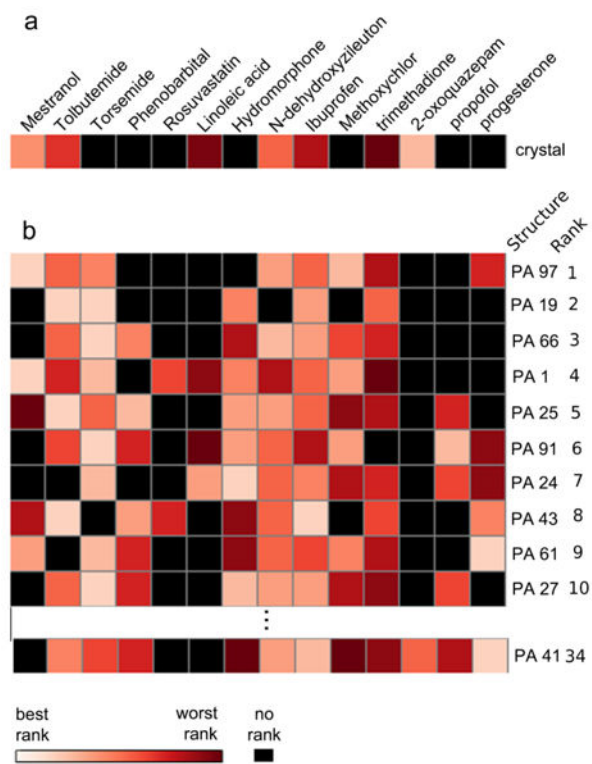 a
Mestranol
Tolbutemide
Torsemide
Phenobarbital
Rosuvastatin
Linoleic acid
Hydromorphone
N-dehydroxyzileuton
Ibuprofen
Methoxychlor
trimethadione
2-oxoquazepam
propofol
progesterone
crystal
b
Structure Rank
PA 97 1
PA 19 2
PA 66 3
PA 1 4
PA 25 5
PA 91 6
PA 24 7
PA 43 8
PA 61 9
PA 27 10
⋮
PA 41 34
best rank
worst rank
no rank